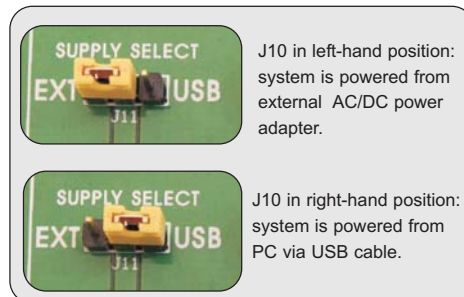 SUPPLY SELECT
EXT USB
J11
J10 in left-hand position:
system is powered from
external AC/DC power
adapter.
SUPPLY SELECT
EXT USB
J11
J10 in right-hand position:
system is powered from
PC via USB cable.